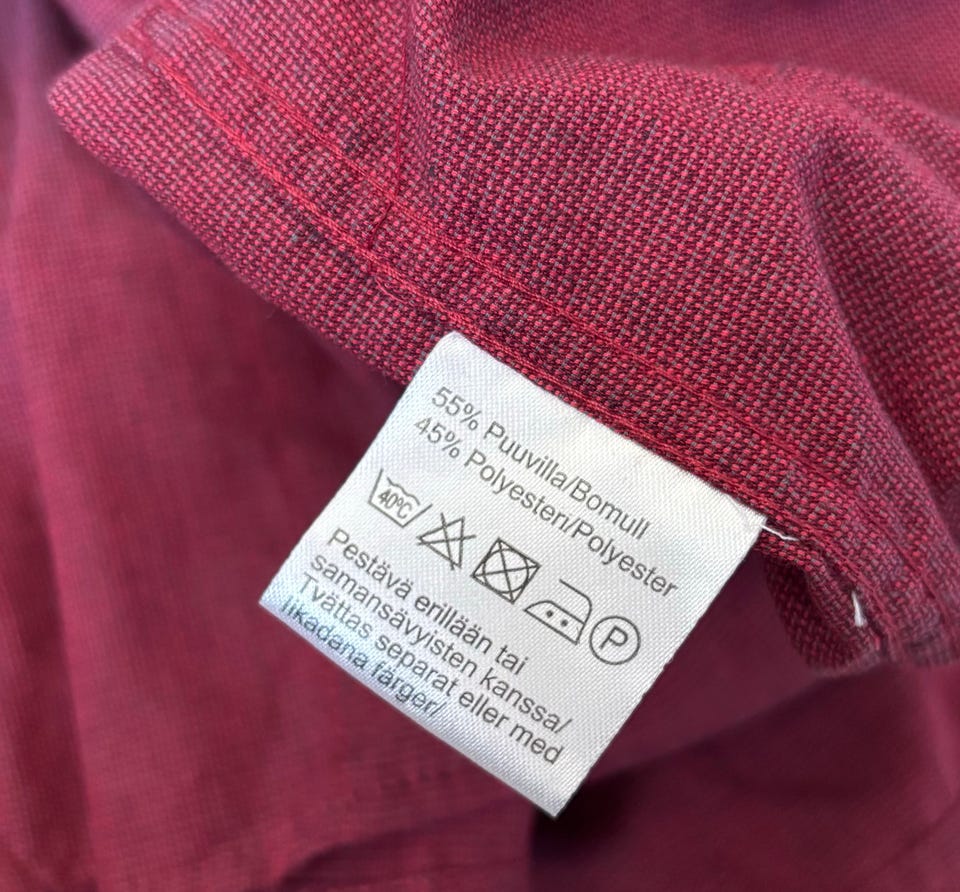 55% Puuvilla/Bomull
45% Polyesteri/Polyester
40°C P
Pestävä erillään tai
samansävyisten kanssa/
Tvättas separat eller med
likadana färger/